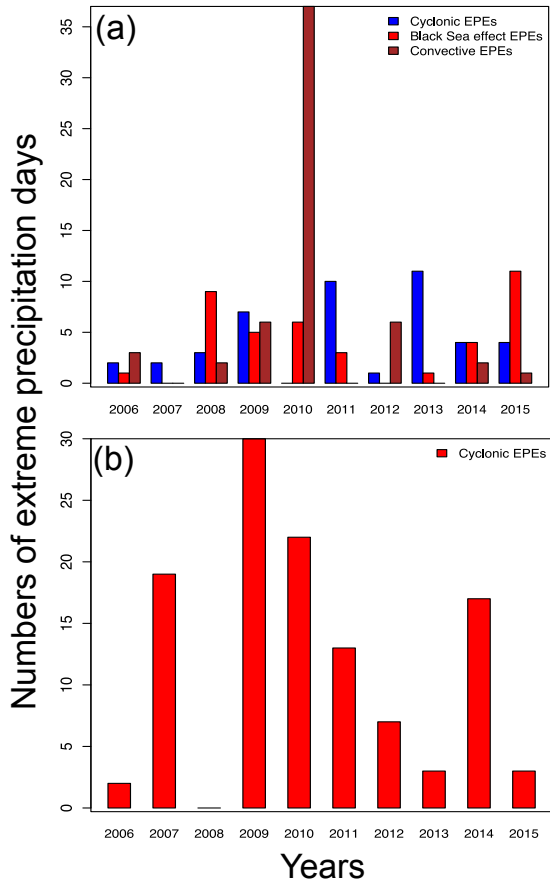 (a)
Cyclonic EPEs
Black Sea effect EPEs
Convective EPEs
35
30
25
20
15
10
5
0
2006 2007 2008 2009 2010 2011 2012 2013 2014 2015
Numbers of extreme precipitation days
(b)
Cyclonic EPEs
30
25
20
15
10
5
0
2006 2007 2008 2009 2010 2011 2012 2013 2014 2015
Years